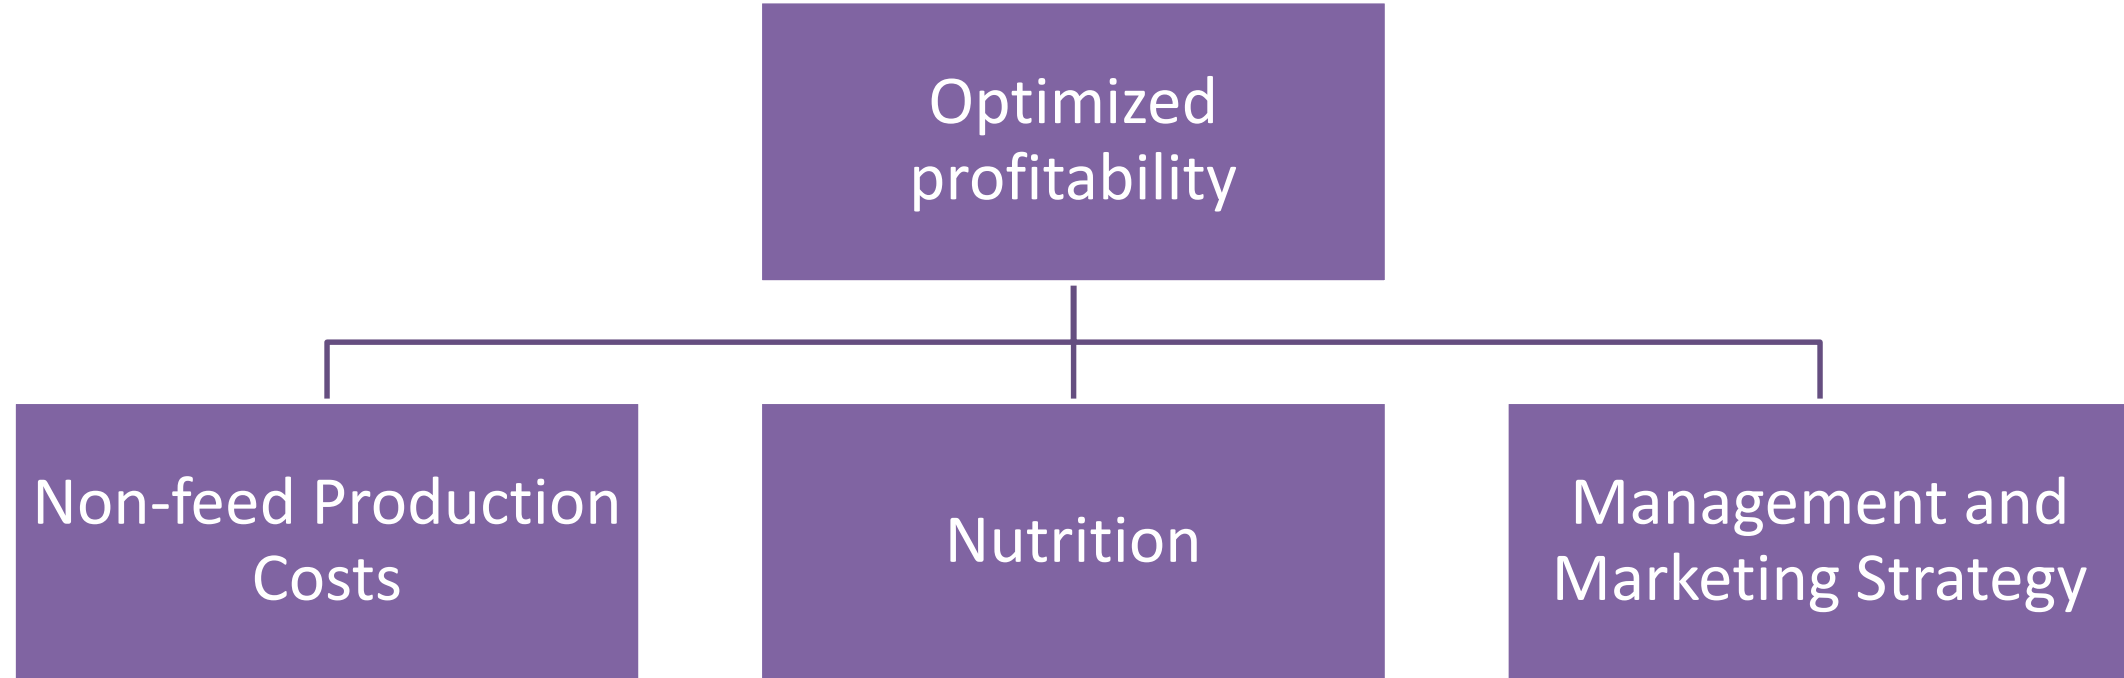 Optimized
profitability
Non-feed Production
Costs
Nutrition
Management and
Marketing Strategy